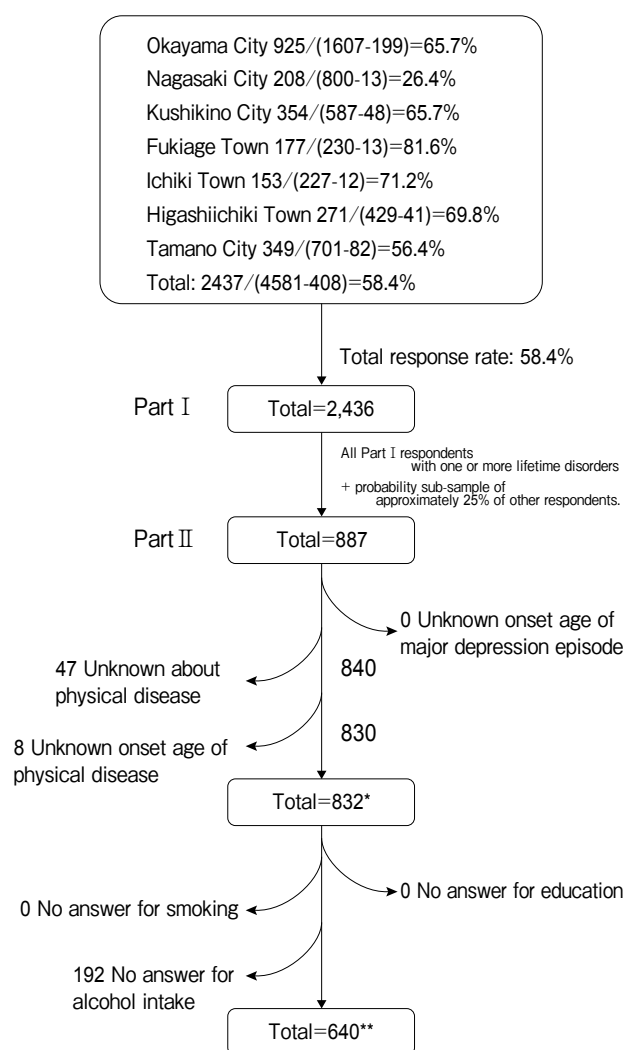 Okayama City 925/(1607-199)=65.7%
Nagasaki City 208/(800-13)=26.4%
Kushikino City 354/(587-48)=65.7%
Fukiage Town 177/(230-13)=81.6%
Ichiki Town 153/(227-12)=71.2%
Higashiichiki Town 271/(429-41)=69.8%
Tamano City 349/(701-82)=56.4%
Total: 2437/(4581-408)=58.4%
Total response rate: 58.4%
Part Ⅰ
Total=2,436
All Part Ⅰ respondents
with one or more lifetime disorders
+ probability sub-sample of
approximately 25% of other respondents.
Part Ⅱ
Total=887
0 Unknown onset age of
major depression episode
47 Unknown about
physical disease
840
8 Unknown onset age of
physical disease
830
Total=832*
0 No answer for education
0 No answer for smoking
192 No answer for
alcohol intake
Total=640**